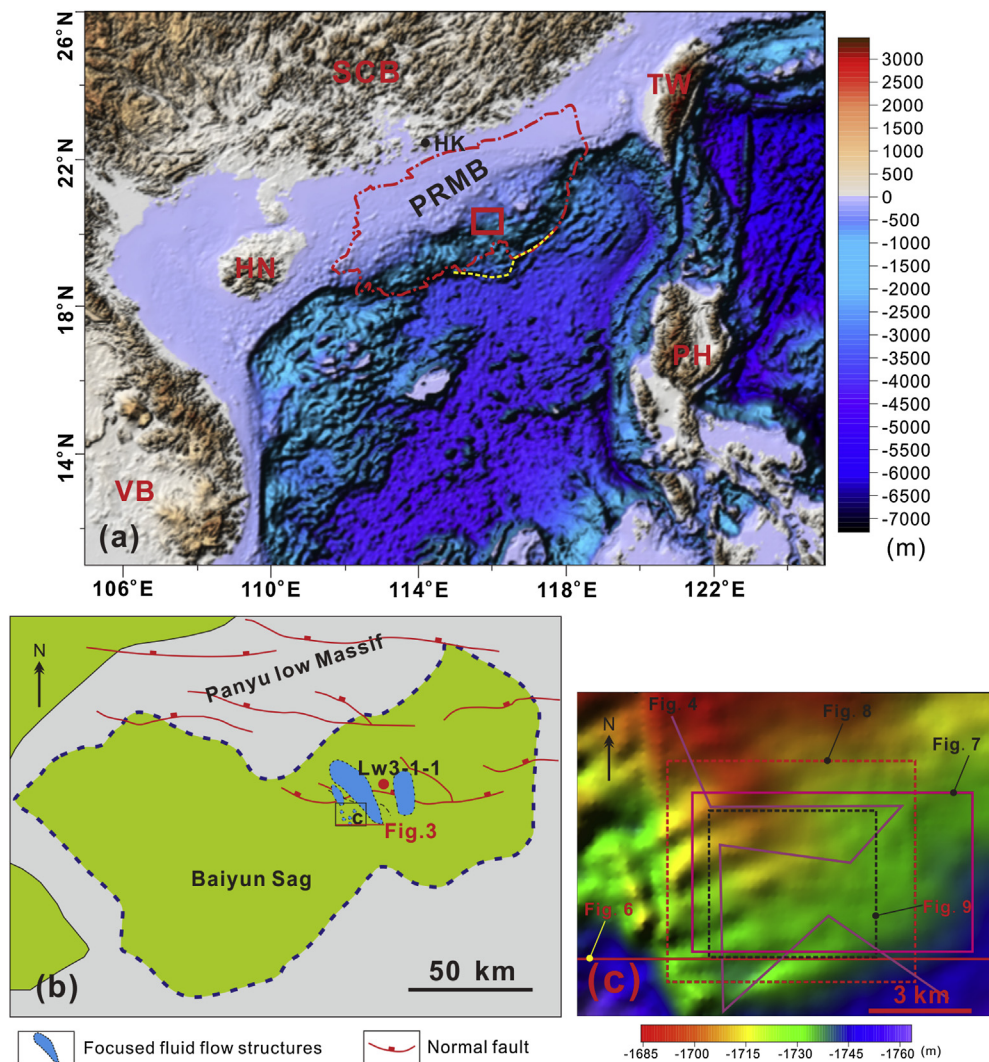 26°N
22°N
18°N
14°N
SCB
TW
HK
PRMB
HN
PH
VB
(a)
106°E
110°E
114°E
118°E
122°E
3000
2500
2000
1500
1000
500
0
-500
-1000
-1500
-2000
-2500
-3000
-3500
-4000
-4500
-5000
-5500
-6000
-6500
-7000
(m)
N
Panyu low Massif
Lw3-1-1
c
Fig.3
Baiyun Sag
(b)
50 km
Focused fluid flow structures
Normal fault
N
Fig. 4
Fig. 8
Fig. 7
Fig. 6
Fig. 9
(c)
3 km
-1685
-1700
-1715
-1730
-1745
-1760
(m)